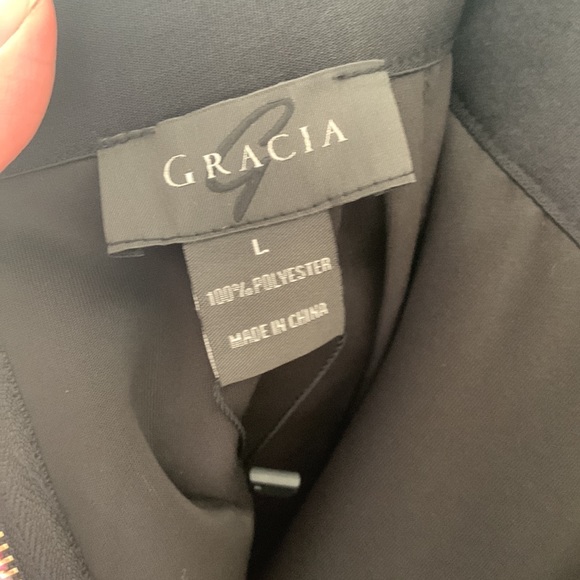 GRACIA
L
100% POLYESTER
MADE IN CHINA